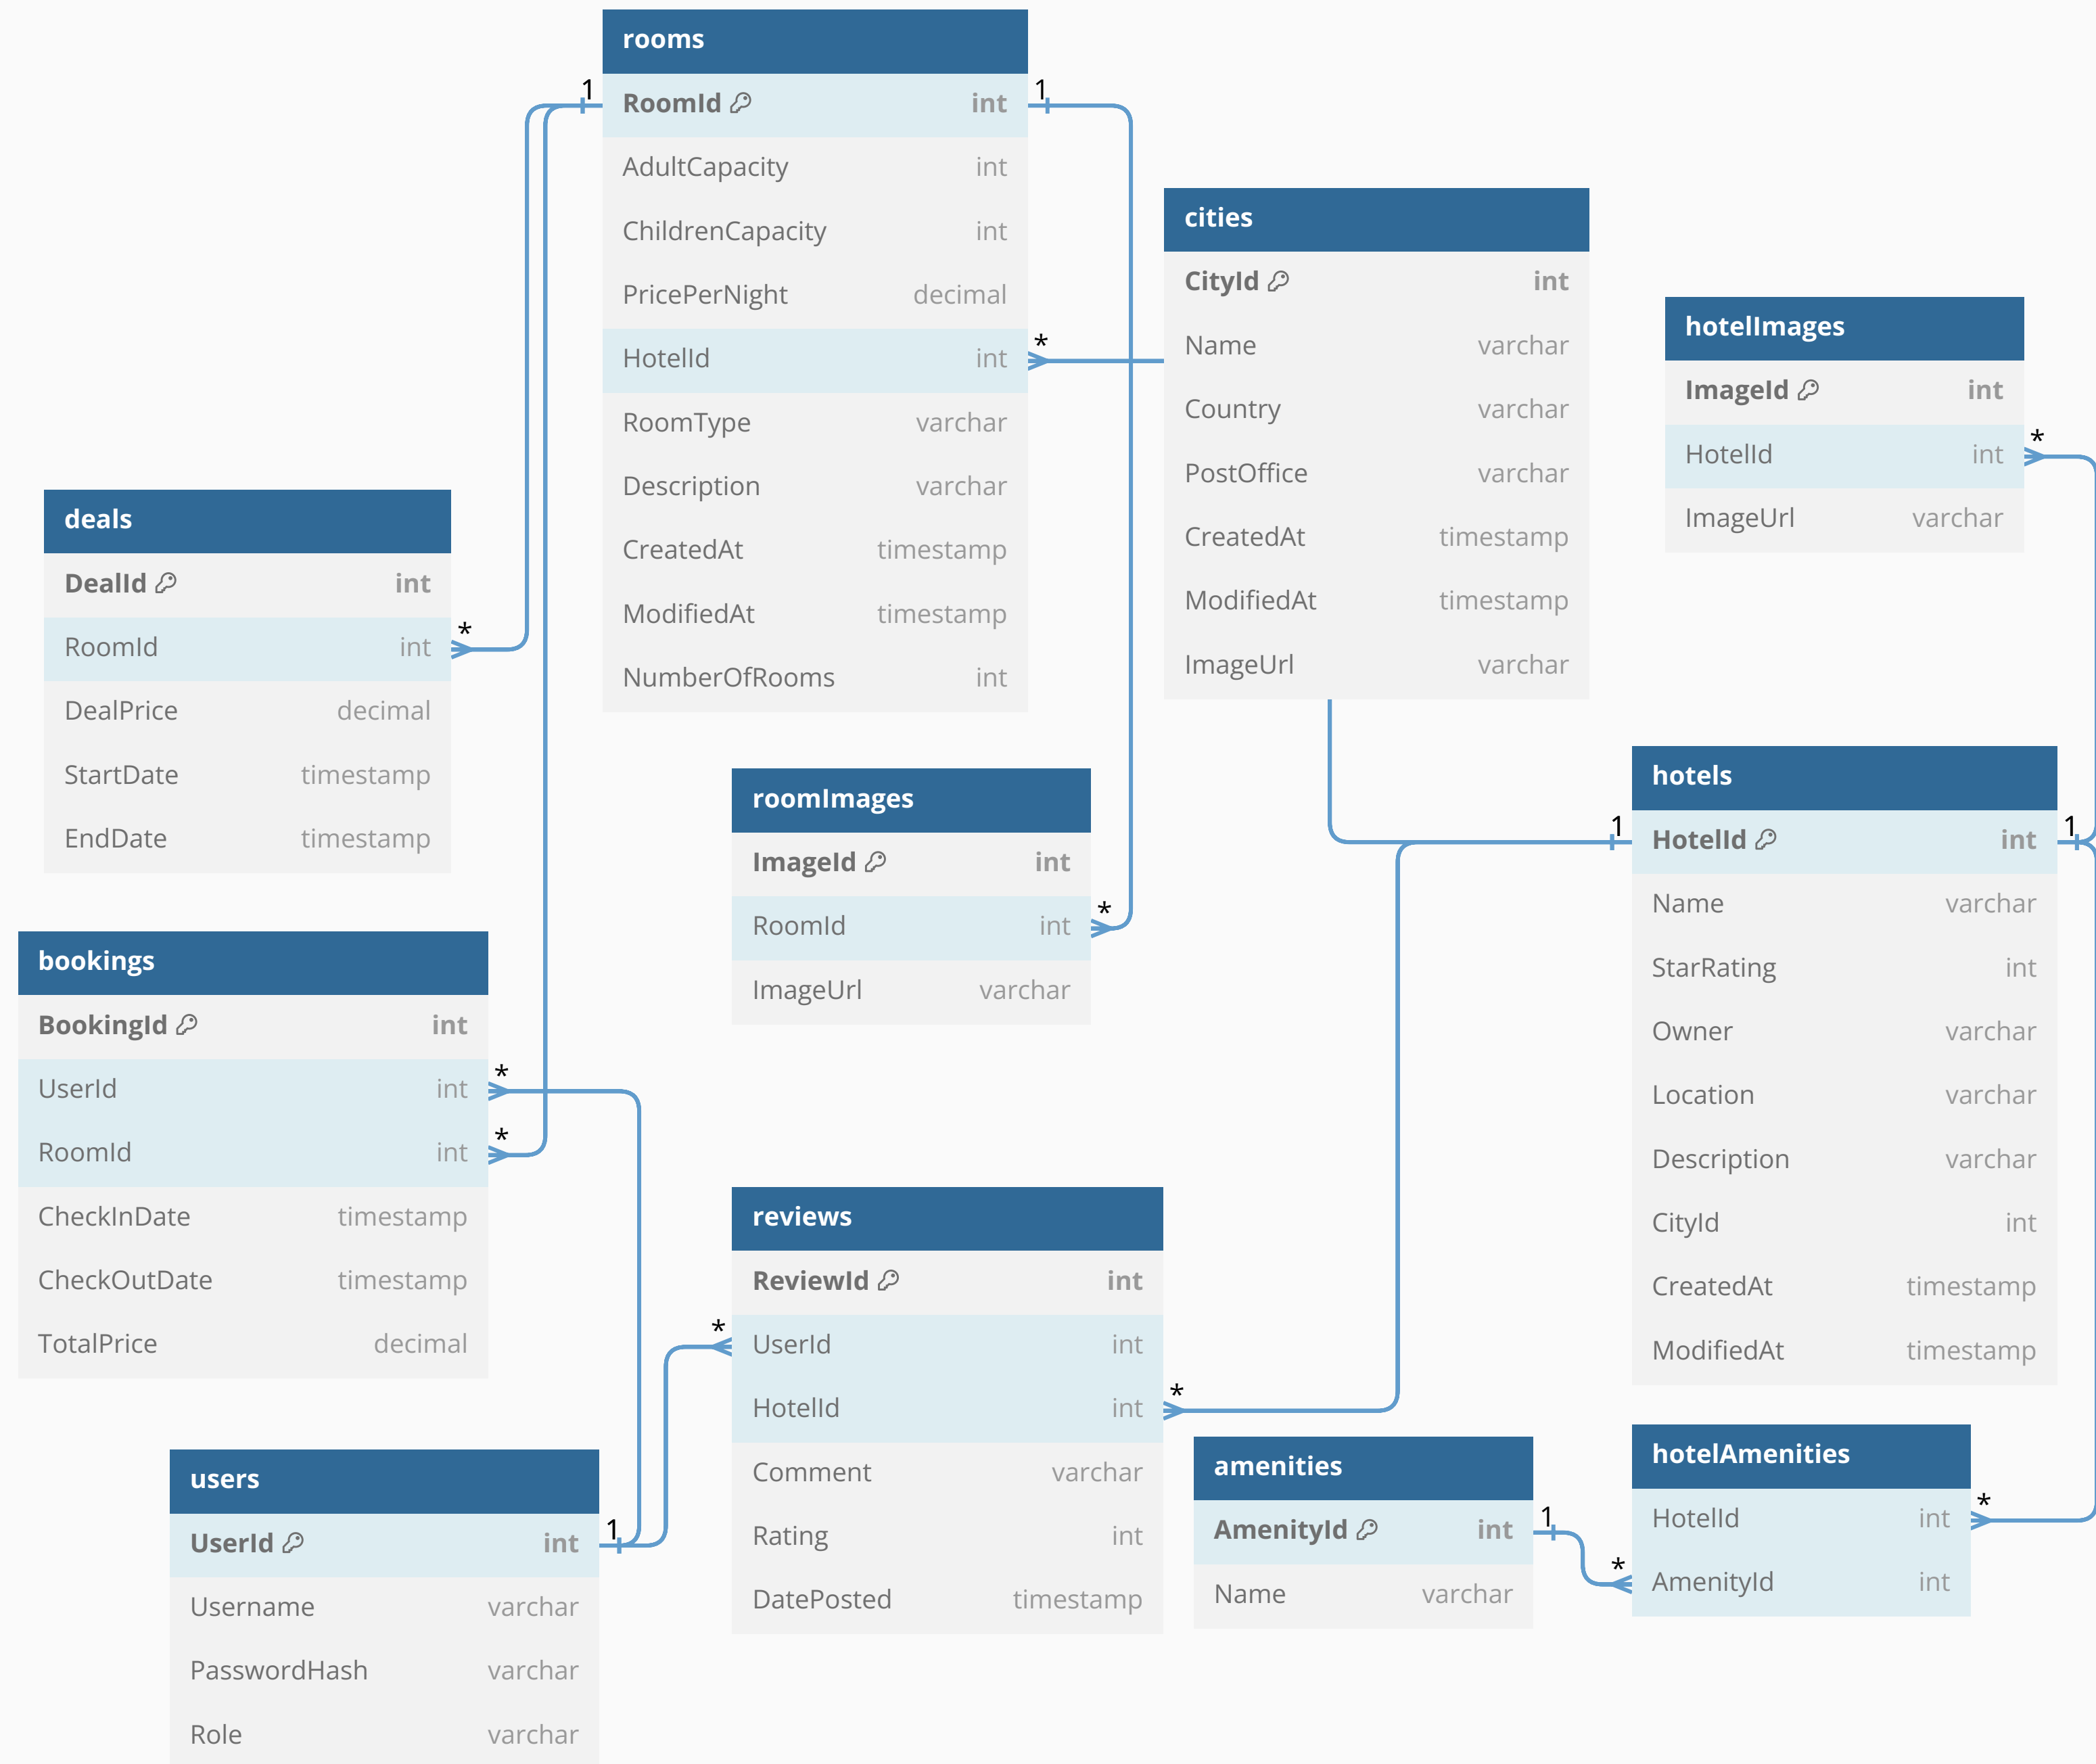 rooms
1
RoomId int
1
AdultCapacity int
ChildrenCapacity int
PricePerNight decimal
HotelId int
*
RoomType varchar
Description varchar
CreatedAt timestamp
ModifiedAt timestamp
NumberOfRooms int
cities
CityId int
Name varchar
Country varchar
PostOffice varchar
CreatedAt timestamp
ModifiedAt timestamp
ImageUrl varchar
hotelImages
ImageId int
HotelId int
*
ImageUrl varchar
deals
DealId int
RoomId int
*
DealPrice decimal
StartDate timestamp
EndDate timestamp
roomImages
ImageId int
RoomId int
*
ImageUrl varchar
hotels
1
HotelId int
1
Name varchar
StarRating int
Owner varchar
Location varchar
Description varchar
CityId int
CreatedAt timestamp
ModifiedAt timestamp
bookings
BookingId int
UserId int
*
RoomId int
*
CheckInDate timestamp
CheckOutDate timestamp
TotalPrice decimal
reviews
ReviewId int
*
UserId int
HotelId int
*
Comment varchar
Rating int
DatePosted timestamp
users
UserId int
1
Username varchar
PasswordHash varchar
Role varchar
amenities
AmenityId int
1
Name varchar
hotelAmenities
HotelId int
*
*
AmenityId int